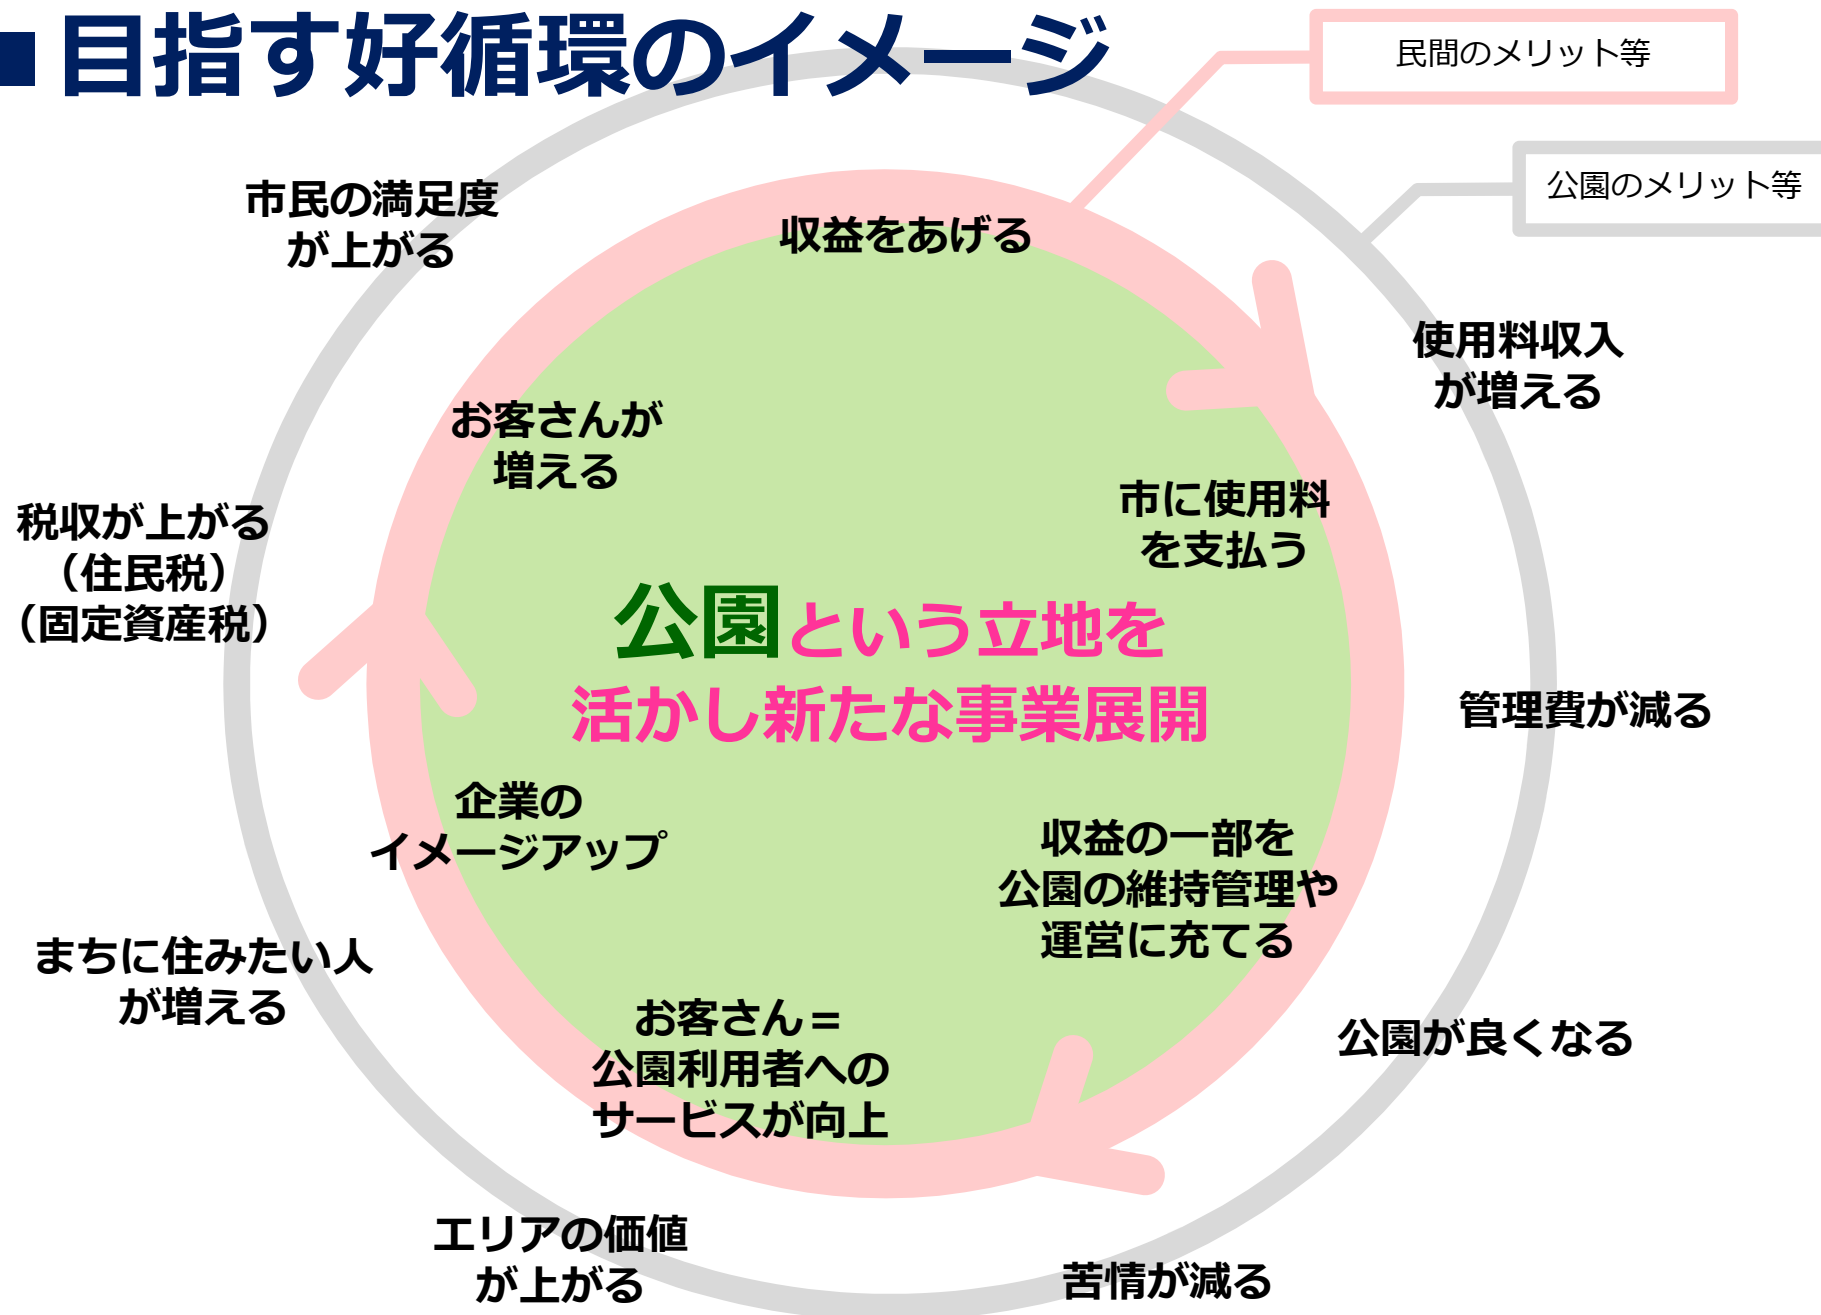 ■目指す好循環のイメージ
民間のメリット等
公園のメリット等
市民の満足度
が上がる
収益をあげる
使用料収入
が増える
お客さんが
増える
市に使用料
を支払う
税収が上がる
（住民税）
（固定資産税）
公園という立地を
活かし新たな事業展開
管理費が減る
企業の
イメージアップ
収益の一部を
公園の維持管理や
運営に充てる
まちに住みたい人
が増える
お客さん＝
公園利用者への
サービスが向上
公園が良くなる
エリアの価値
が上がる
苦情が減る